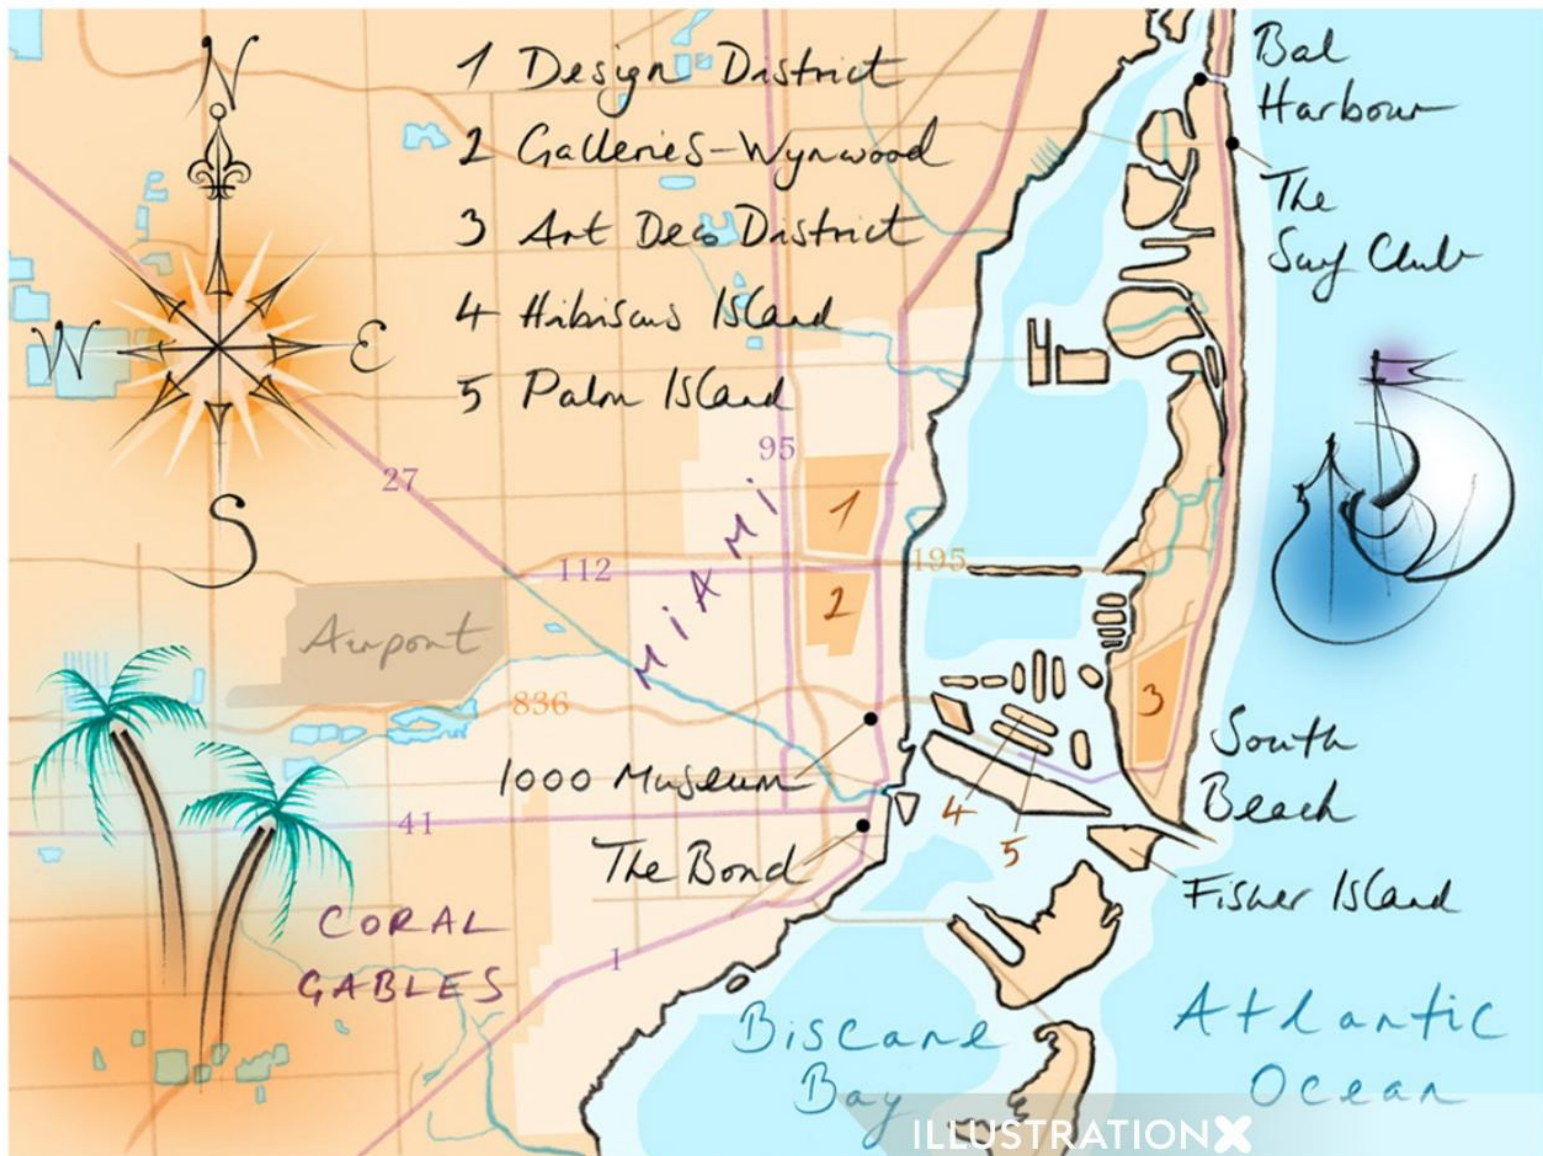 N
W
E
S
1 Design District
2 Galleries-Wynwood
3 Art Deco District
4 Hibiscus Island
5 Palm Island
Bal
Harbour
The
Surf Club
95
27
MiAMi
1
112
195
2
Airport
836
3
1000 Museum
South
Beach
4
41
5
The Bond
Fisher Island
CORAL
GABLES
1
Biscane
Bay
Atlantic
Ocean
ILLUSTRATIONX